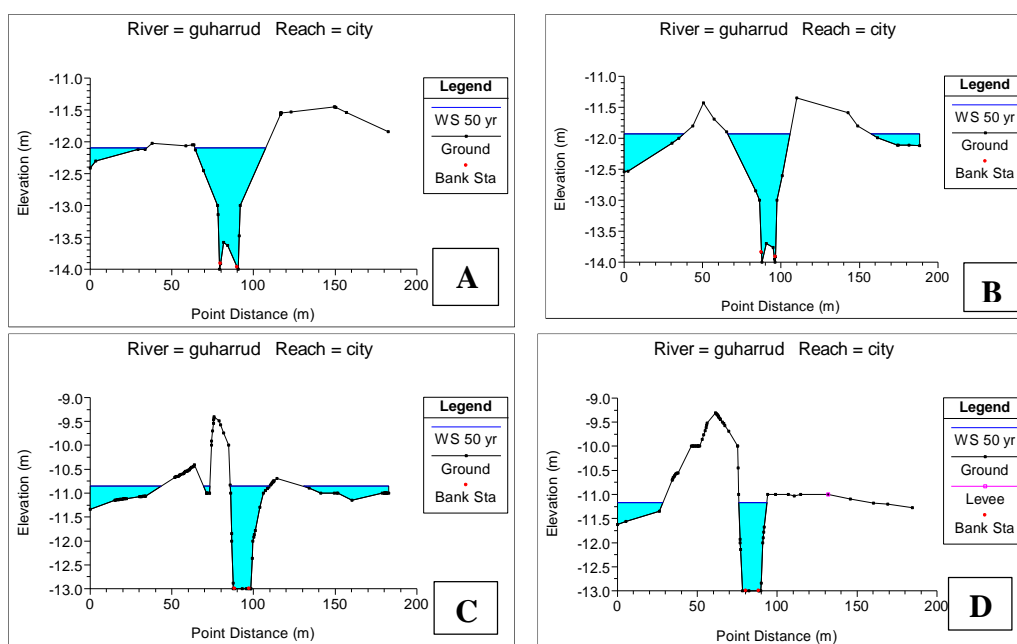 River = guharrud Reach = city
Elevation (m)
-11.0
-11.5
-12.0
-12.5
-13.0
-13.5
-14.0
0 50 100 150 200
Point Distance (m)
Legend
WS 50 yr
Ground
Bank Sta
A
River = guharrud Reach = city
Elevation (m)
-11.0
-11.5
-12.0
-12.5
-13.0
-13.5
-14.0
0 50 100 150 200
Point Distance (m)
Legend
WS 50 yr
Ground
Bank Sta
B
River = guharrud Reach = city
Elevation (m)
-9.0
-9.5
-10.0
-10.5
-11.0
-11.5
-12.0
-12.5
-13.0
0 50 100 150 200
Point Distance (m)
Legend
WS 50 yr
Ground
Bank Sta
C
River = guharrud Reach = city
Elevation (m)
-9.0
-9.5
-10.0
-10.5
-11.0
-11.5
-12.0
-12.5
-13.0
0 50 100 150 200
Point Distance (m)
Legend
WS 50 yr
Ground
Levee
Bank Sta
D